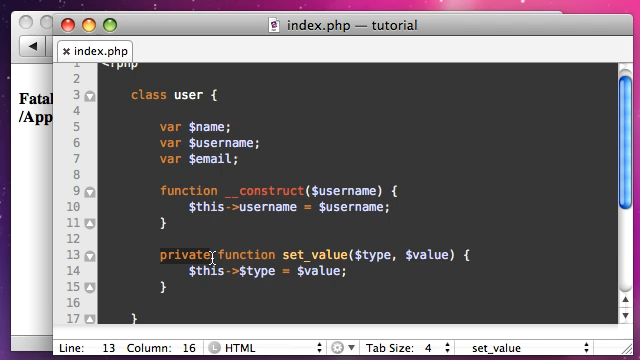 index.php — tutorial
index.php
Fatal
/App
1 <?php
2
3 class user {
4
5 var $name;
6 var $username;
7 var $email;
8
9 function __construct($username) {
10 $this->username = $username;
11 }
12
13 private function set_value($type, $value) {
14 $this->$type = $value;
15 }
16
17 }
Line: 13 Column: 16 L HTML Tab Size: 4 set_value